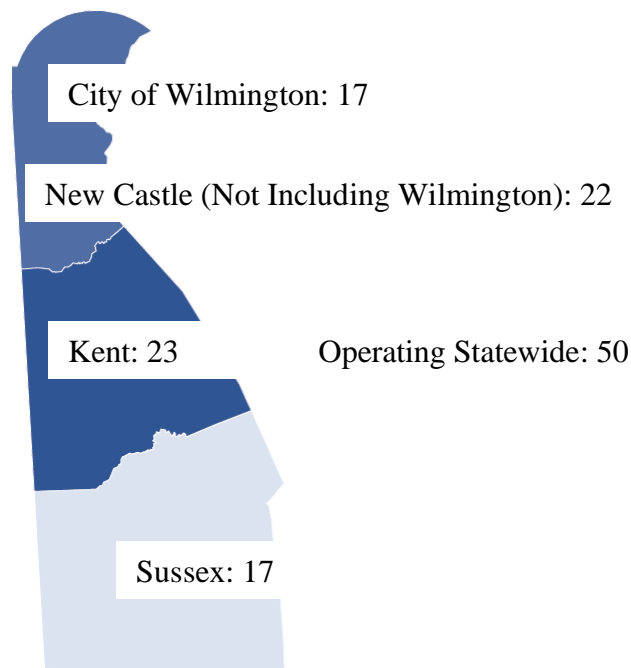 City of Wilmington: 17
New Castle (Not Including Wilmington): 22
Kent: 23
Operating Statewide: 50
Sussex: 17